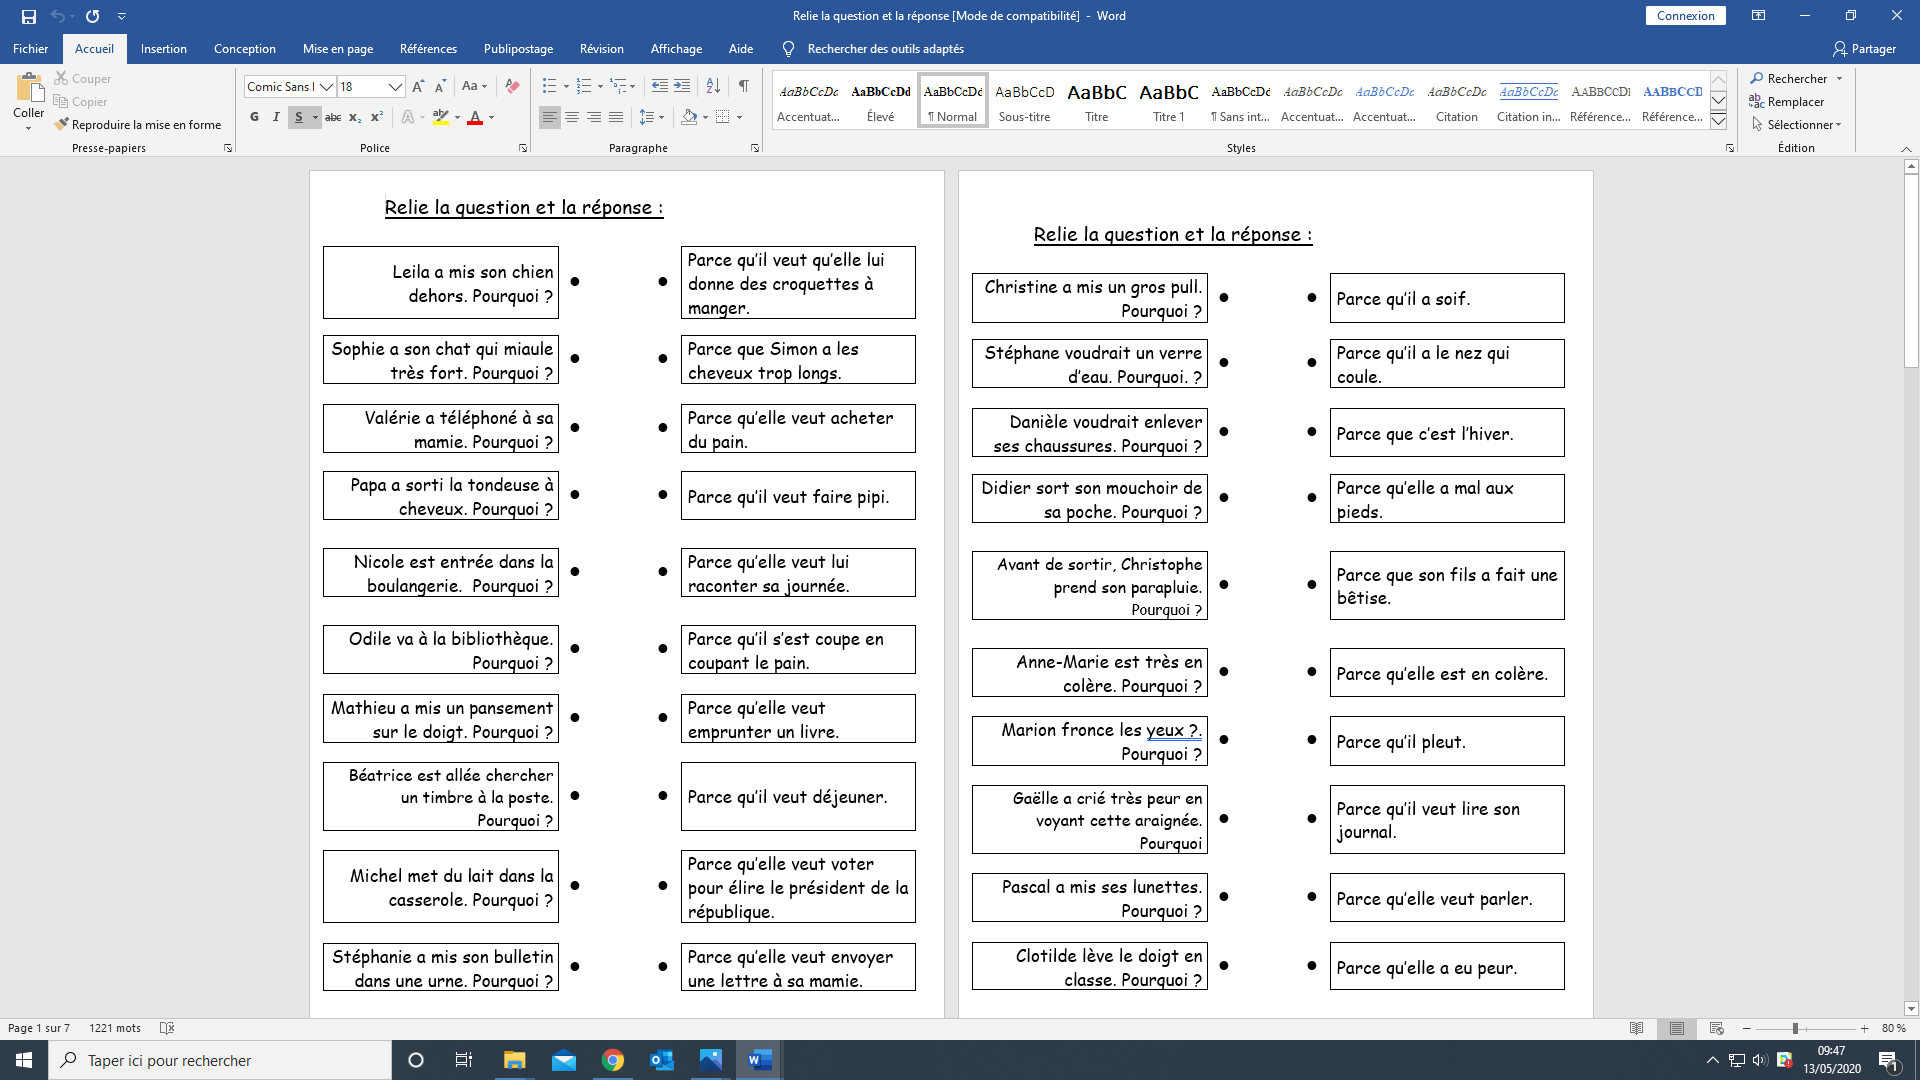 Relie la question et la réponse [Mode de compatibilité]  -  Word
Connexion
Fichier
Accueil
Insertion
Conception
Mise en page
Références
Publipostage
Révision
Affichage
Aide
Rechercher des outils adaptés
Partager
Coller
Couper
Copier
Reproduire la mise en forme
Presse-papiers
Comic Sans
18
G I S abc
Police
Paragraphe
AaBbCcDc Accentuat...
AaBbCcDd Élevé
AaBbCcDd ¶ Normal
AaBbCcD Sous-titre
AaBbC Titre
AaBbC Titre 1
AaBbCcDd ¶ Sans int...
AaBbCcDc Accentuat...
AaBbCcDc Accentuat...
AaBbCcDc Citation
AaBbCcDc Citation in...
AABBCCDI Référence...
AABBCCD Référence...
Styles
Rechercher
Remplacer
Sélectionner
Édition
Relie la question et la réponse :
Leila a mis son chien
dehors. Pourquoi ?
Parce qu'il veut qu'elle lui
donne des croquettes à
manger.
Sophie a son chat qui miaule
très fort. Pourquoi ?
Parce que Simon a les
cheveux trop longs.
Valérie a téléphoné à sa
mamie. Pourquoi ?
Parce qu'elle veut acheter
du pain.
Papa a sorti la tondeuse à
cheveux. Pourquoi ?
Parce qu'il veut faire pipi.
Nicole est entrée dans la
boulangerie.  Pourquoi ?
Parce qu'elle veut lui
raconter sa journée.
Odile va à la bibliothèque.
Pourquoi ?
Parce qu'il s'est coupe en
coupant le pain.
Mathieu a mis un pansement
sur le doigt. Pourquoi ?
Parce qu'elle veut
emprunter un livre.
Béatrice est allée chercher
un timbre à la poste.
Pourquoi ?
Parce qu'il veut déjeuner.
Michel met du lait dans la
casserole. Pourquoi ?
Parce qu'elle veut voter
pour élire le président de la
république.
Stéphanie a mis son bulletin
dans une urne. Pourquoi ?
Parce qu'elle veut envoyer
une lettre à sa mamie.
Relie la question et la réponse :
Christine a mis un gros pull.
Pourquoi ?
Parce qu'il a soif.
Stéphane voudrait un verre
d'eau. Pourquoi. ?
Parce qu'il a le nez qui
coule.
Danièle voudrait enlever
ses chaussures. Pourquoi ?
Parce que c'est l'hiver.
Didier sort son mouchoir de
sa poche. Pourquoi ?
Parce qu'elle a mal aux
pieds.
Avant de sortir, Christophe
prend son parapluie.
Pourquoi ?
Parce que son fils a fait une
bêtise.
Anne-Marie est très en
colère. Pourquoi ?
Parce qu'elle est en colère.
Marion fronce les yeux ?.
Pourquoi ?
Parce qu'il pleut.
Gaëlle a crié très peur en
voyant cette araignée.
Pourquoi
Parce qu'il veut lire son
journal.
Pascal a mis ses lunettes.
Pourquoi ?
Parce qu'elle veut parler.
Clotilde lève le doigt en
classe. Pourquoi ?
Parce qu'elle a eu peur.
Page 1 sur 7
1221 mots
80 %
Taper ici pour rechercher
09:47
13/05/2020
1